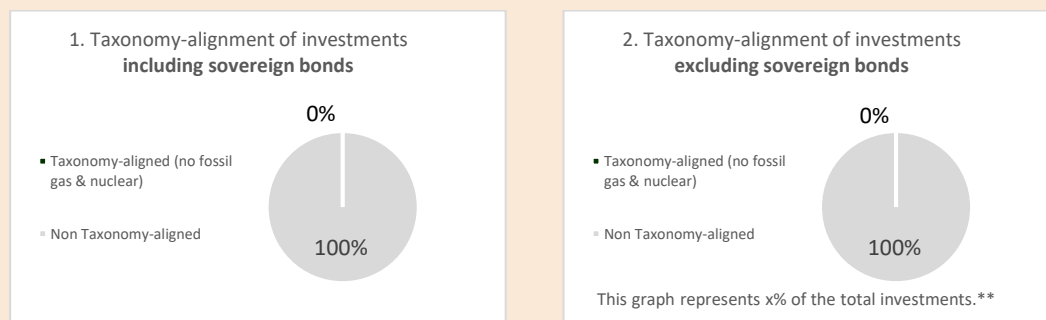 1. Taxonomy-alignment of investments
including sovereign bonds
0%
Taxonomy-aligned (no fossil
gas & nuclear)
Non Taxonomy-aligned
100%
2. Taxonomy-alignment of investments
excluding sovereign bonds
0%
Taxonomy-aligned (no fossil
gas & nuclear)
Non Taxonomy-aligned
100%
This graph represents x% of the total investments.**